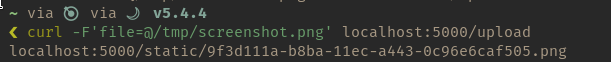 ~ via via v5.4.4
❮ curl -F'file=@/tmp/screenshot.png' localhost:5000/upload
localhost:5000/static/9f3d111a-b8ba-11ec-a443-0c96e6caf505.png